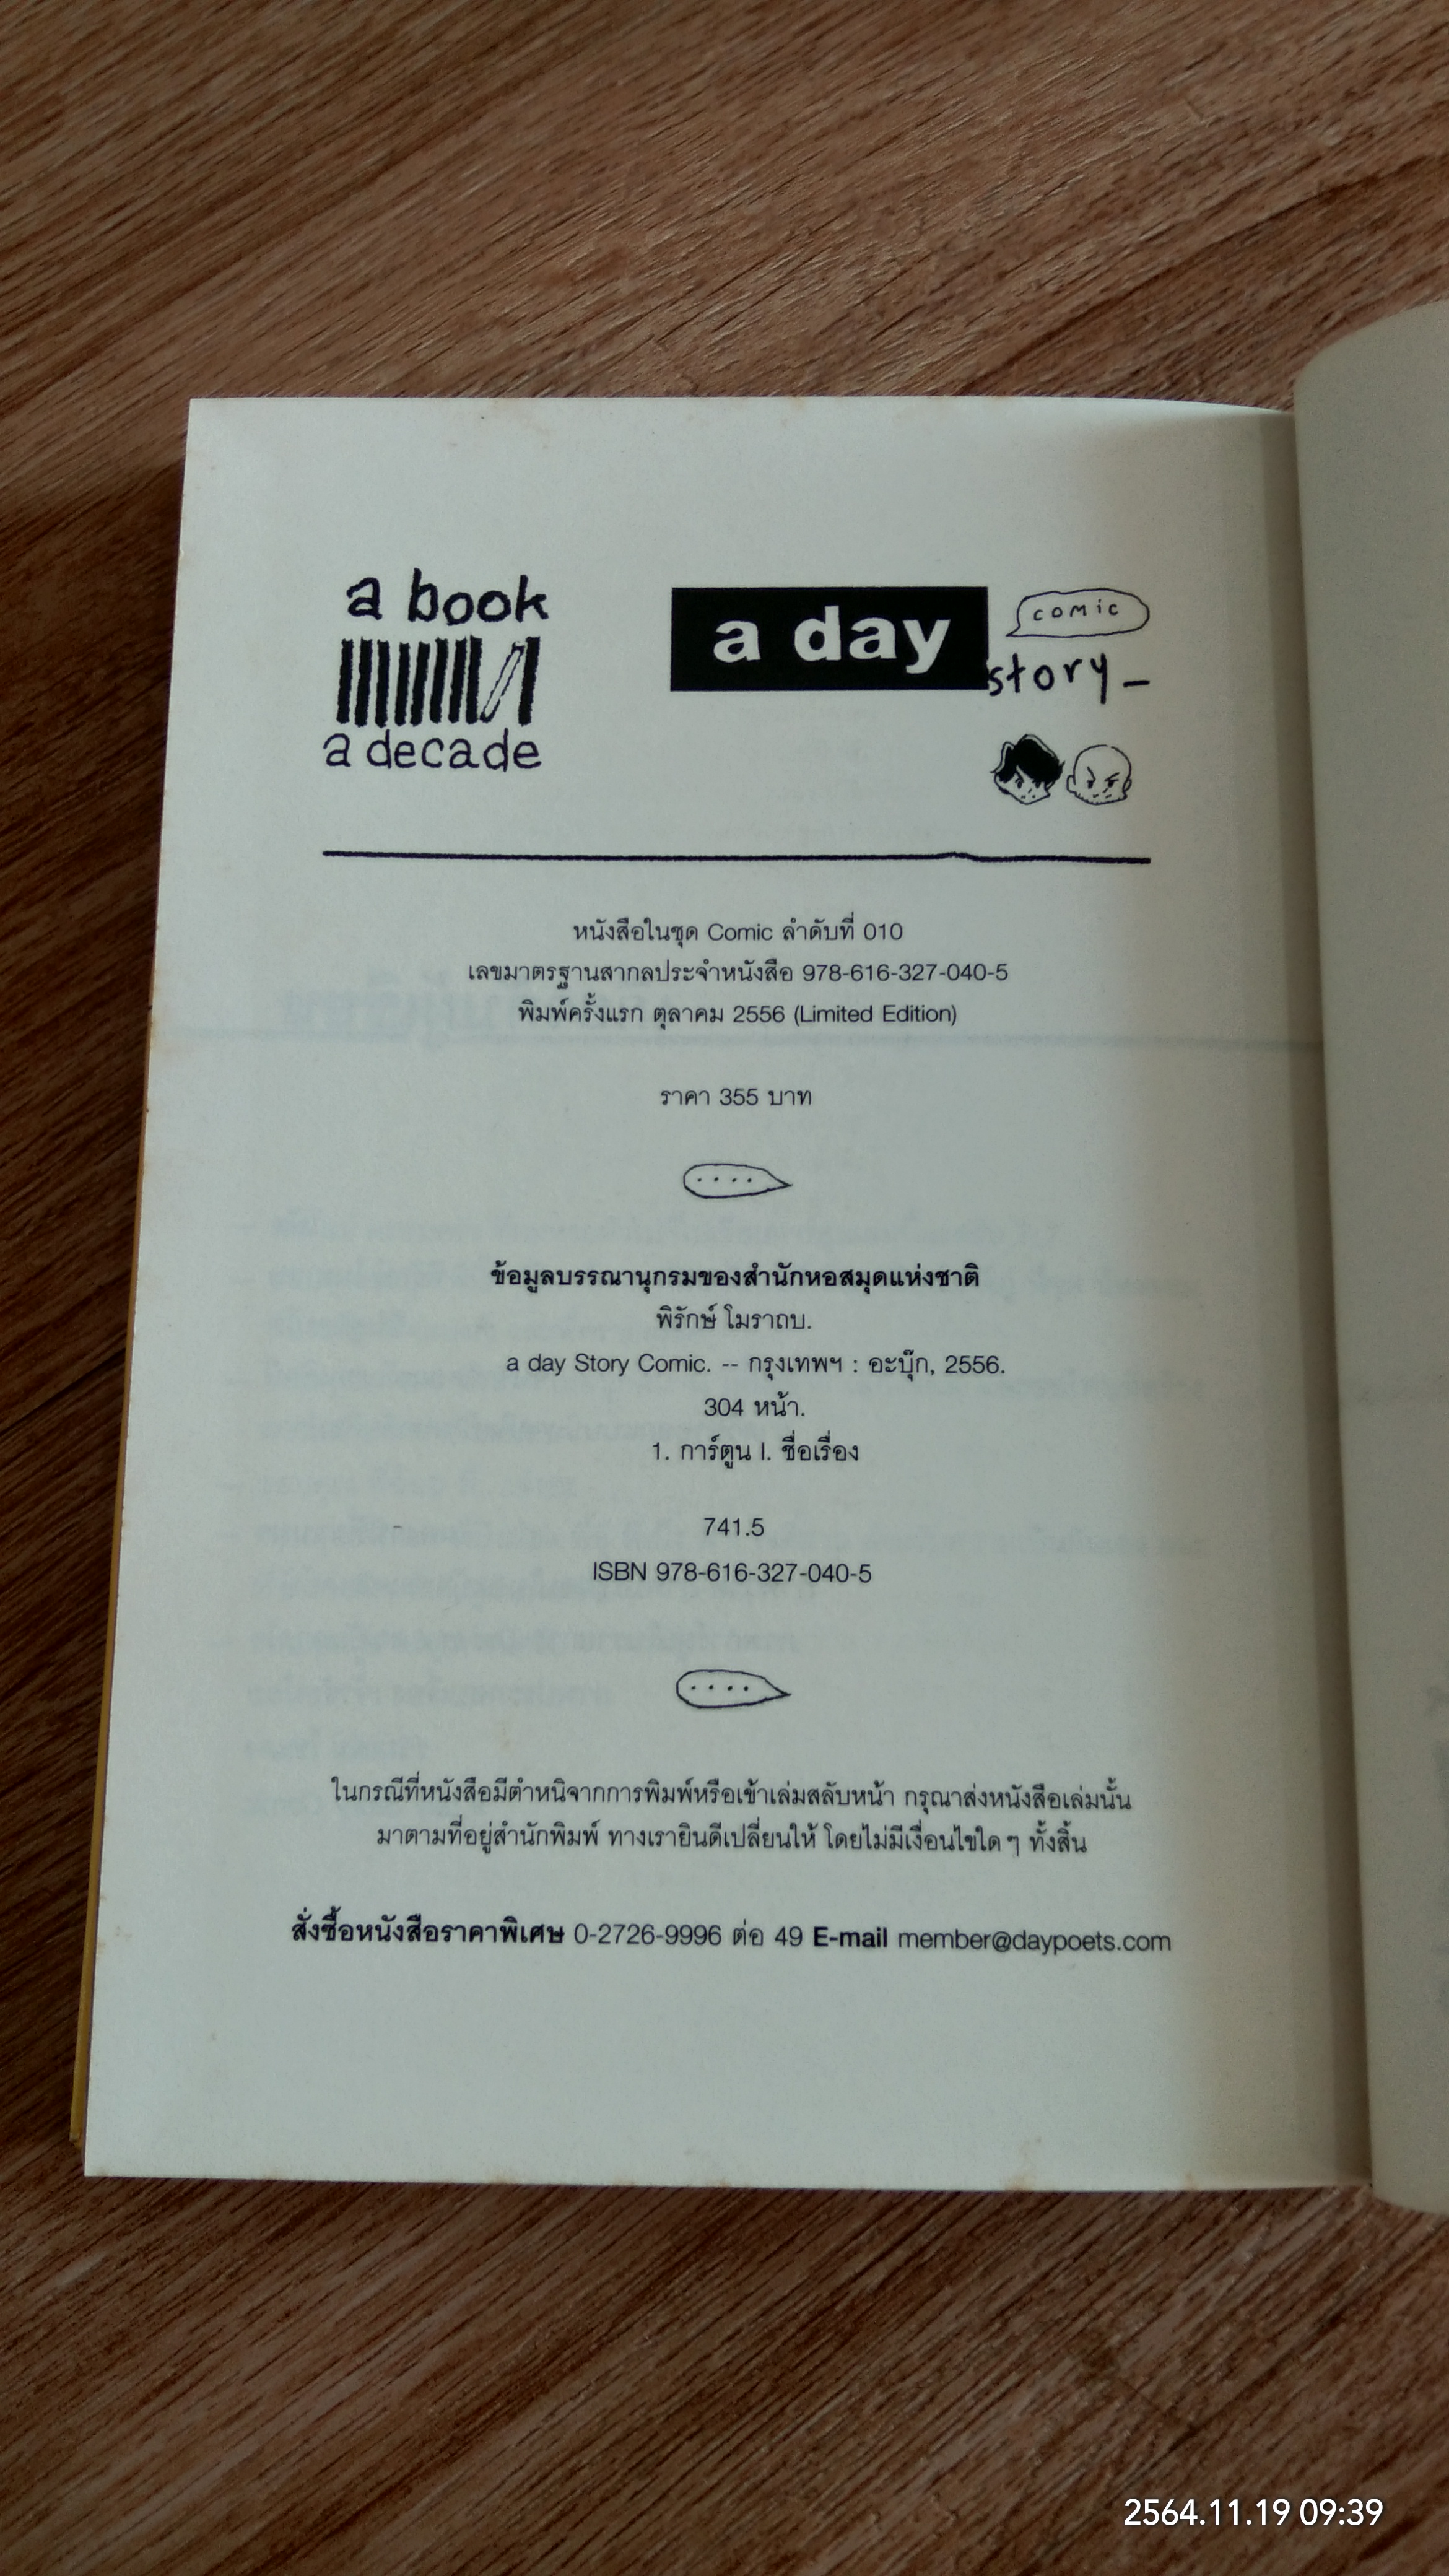 a book
a decade
a day
comic
story_
หนังสือในชุด Comic ลำดับที่ 010
เลขมาตรฐานสากลประจำหนังสือ 978-616-327-040-5
พิมพ์ครั้งแรก ตุลาคม 2556 (Limited Edition)
ราคา 355 บาท
....
ข้อมูลบรรณานุกรมของสำนักหอสมุดแห่งชาติ
พิรักษ์ โมราถบ.
a day Story Comic. -- กรุงเทพฯ : อะบุ๊ก, 2556.
304 หน้า.
1. การ์ตูน I. ชื่อเรื่อง
741.5
ISBN 978-616-327-040-5
....
ในกรณีที่หนังสือมีตำหนิจากการพิมพ์หรือเข้าเล่มสลับหน้า กรุณาส่งหนังสือเล่มนั้น
มาตามที่อยู่สำนักพิมพ์ ทางเรายินดีเปลี่ยนให้ โดยไม่มีเงื่อนไขใด ๆ ทั้งสิ้น
สั่งซื้อหนังสือราคาพิเศษ 0-2726-9996 ต่อ 49 E-mail member@daypoets.com
2564.11.19 09:39